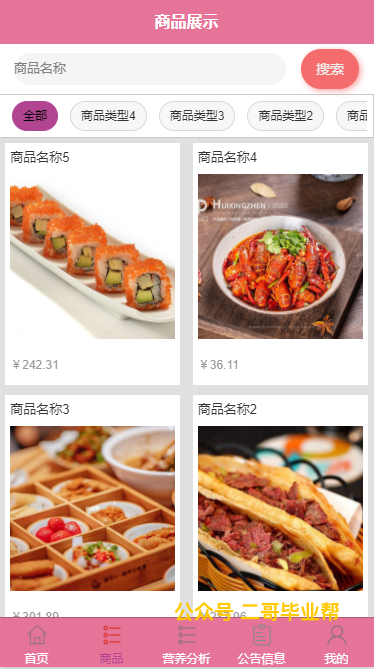 商品展示
商品名称
搜索
全部
商品类型4
商品类型3
商品类型2
商品
商品名称5
商品名称4
HUIXINGZHEN
￥242.31
￥36.11
商品名称3
商品名称2
￥301.89
公众号 二哥毕业帮
首页
商品
营养分析
公告信息
我的